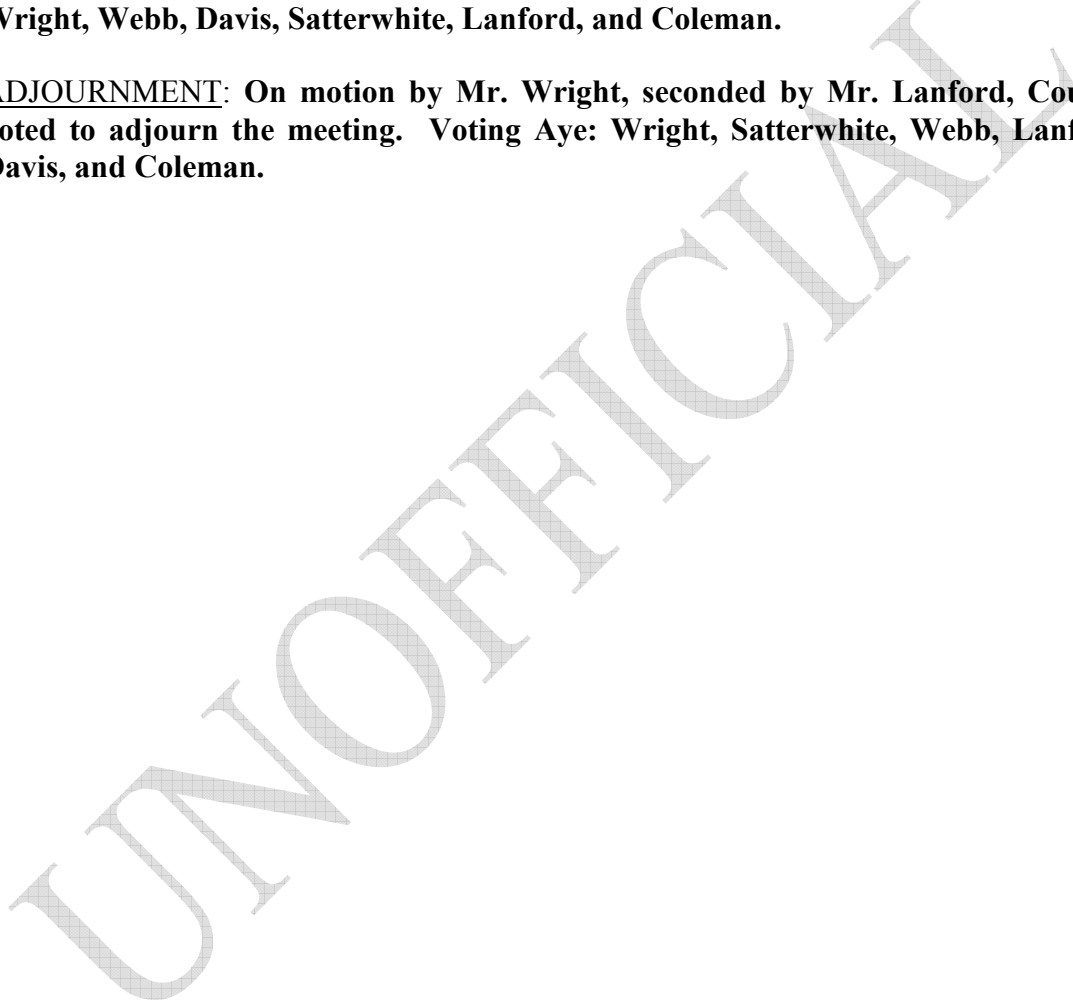 Wright, Webb, Davis, Satterwhite, Lanford, and Coleman.
ADJOURNMENT: On motion by Mr. Wright, seconded by Mr. Lanford, Cou
oted to adjourn the meeting. Voting Aye: Wright, Satterwhite, Webb, Lanf
Davis, and Coleman.
UNOFFICIAL